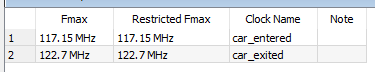 Fmax Restricted Fmax Clock Name Note
1 117.15 MHz 117.15 MHz car_entered
2 122.7 MHz 122.7 MHz car_exited